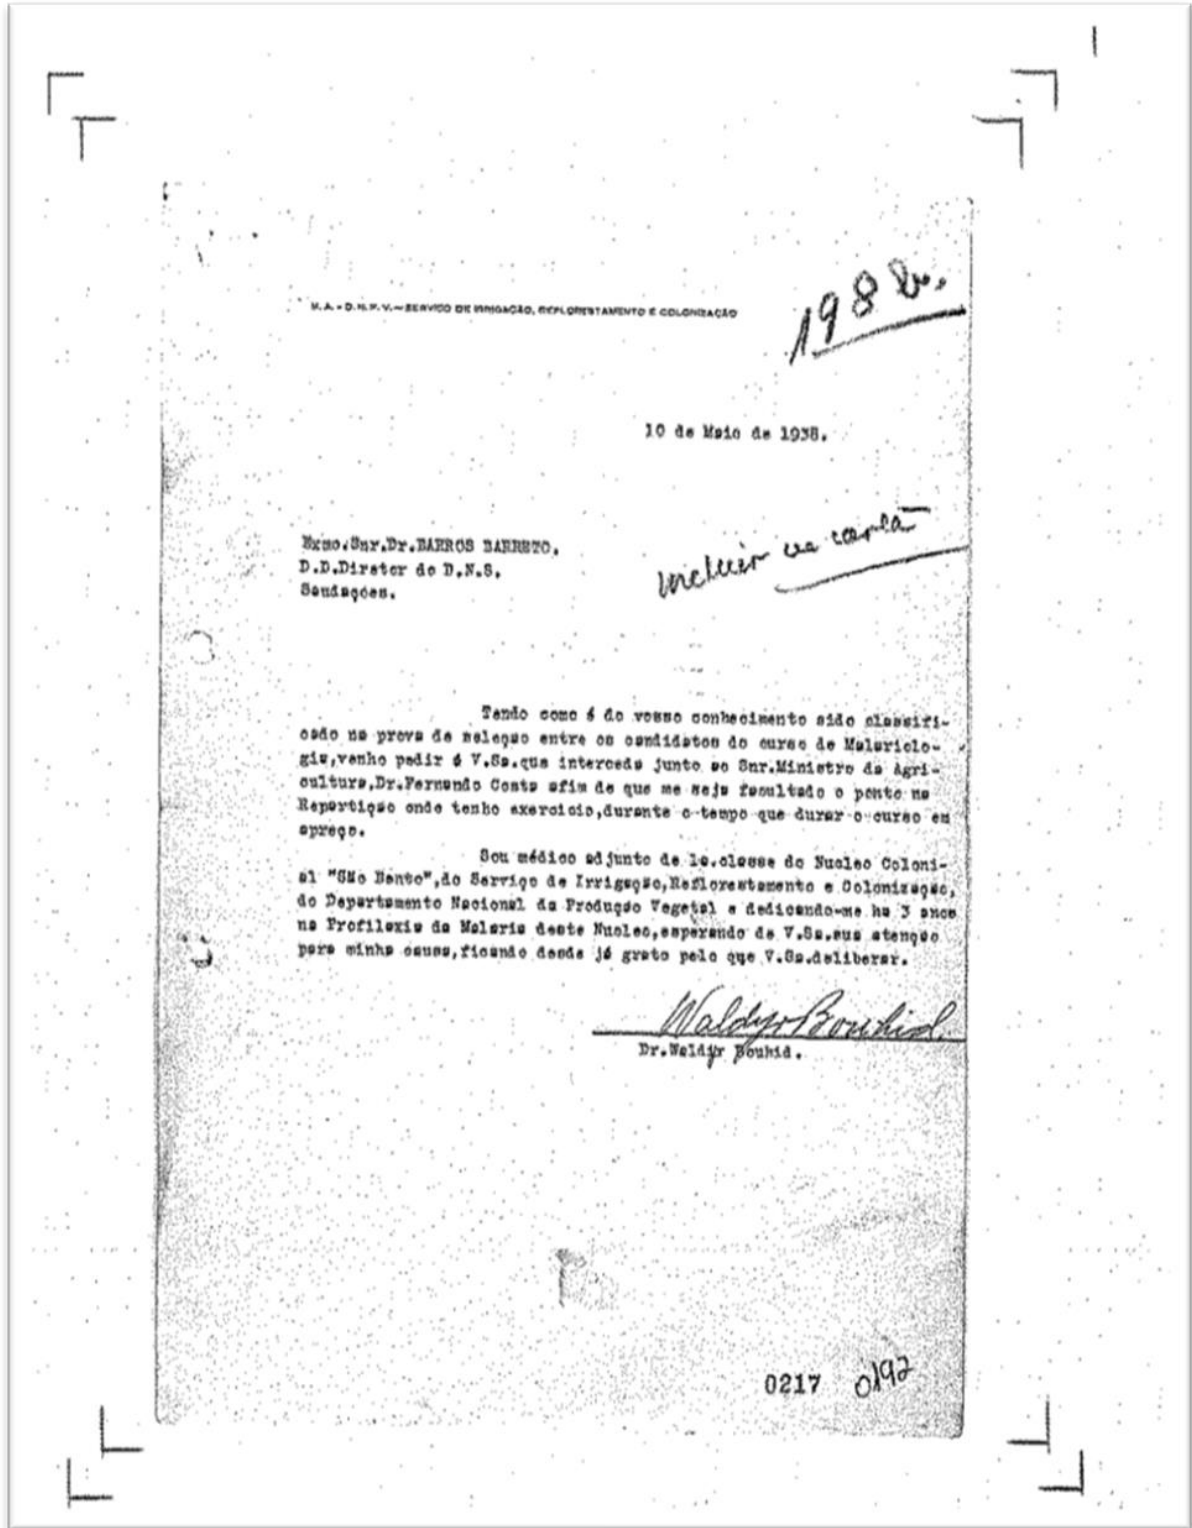 M.A. - D.N.P.V. — SERVIÇO DE IRRIGAÇÃO, REFLORESTAMENTO E COLONIZAÇÃO
198
10 de Maio de 1938.
Exmo.Snr.Dr.BARROS BARRETO,
D.D.Diretor do D.N.S.
Saudações.
incluir na carta
Tendo como é do vosso conhecimento sido classifi-
cado na prova de seleção entre os candidatos do curso de Malariolo-
gia,venho pedir á V.Sa.que interceda junto ao Snr.Ministro da Agri-
cultura,Dr.Fernando Costa afim de que me seja facultado o ponto na
Repartição onde tenho exercicio,durante o tempo que durar o curso em
apreço.
Sou médico adjunto de 1a.classe do Nucleo Coloni-
al "São Bento",do Serviço de Irrigação,Reflorestamento e Colonização,
do Departamento Nacional da Produção Vegetal e dedicando-me ha 3 anos
na Profilaxia da Malaria deste Nucleo,esperando de V.Sa.sua atenção
para minha causa,ficando desde já grato pelo que V.Sa.deliberar.
Waldyr Bouhid.
Dr.Waldyr Bouhid.
0217 0192